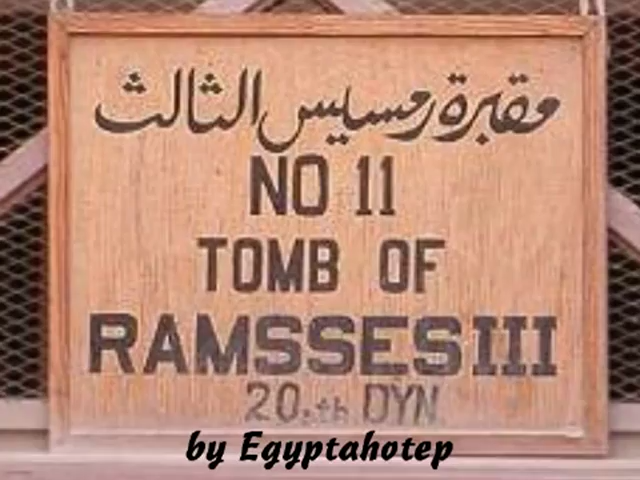 مقبرة رمسيس الثالث
NO 11
TOMB OF
RAMSSES III
20.th DYN
by Egyptahotep